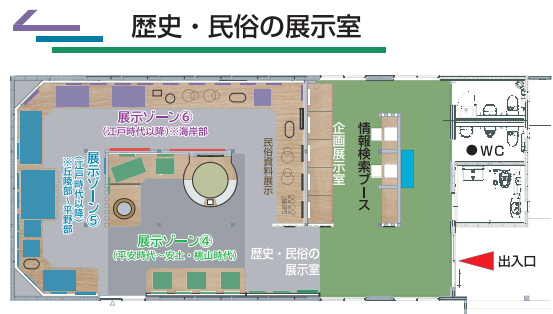 歴史・民俗の展示室
展示ゾーン⑥
（江戸時代以降）※海岸部
展示ゾーン⑤
（江戸時代以降）
※丘陵部～平野部
民俗資料展示
企画展示室
情報検索ブース
●WC
展示ゾーン④
（平安時代～安土・桃山時代）
歴史・民俗の
展示室
出入口